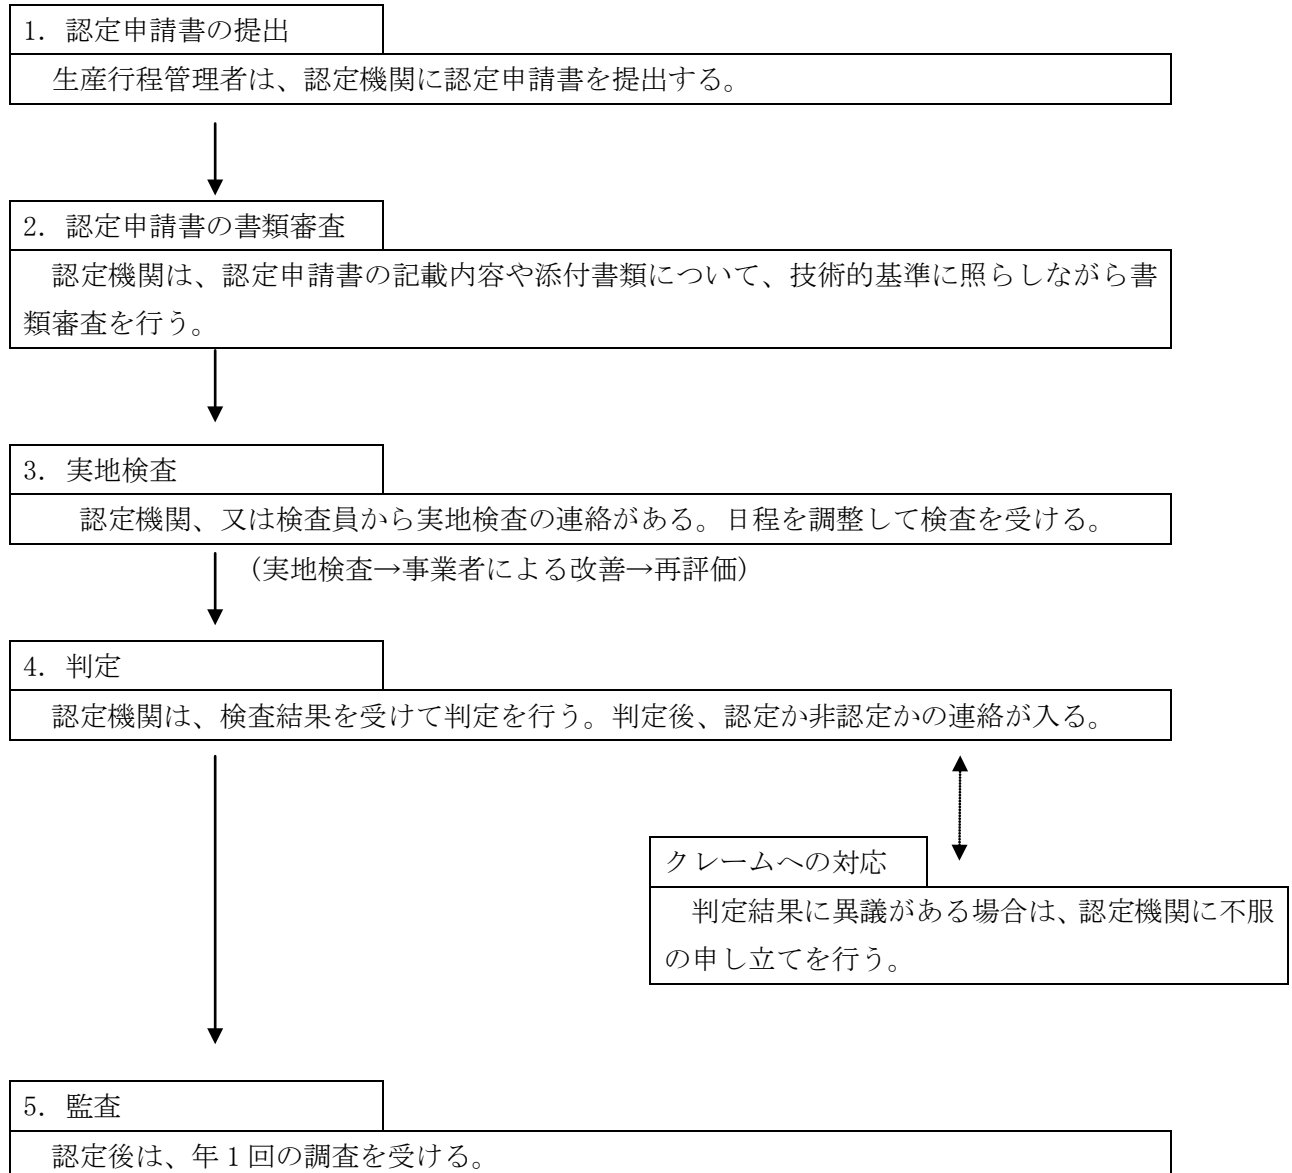 1. 認定申請書の提出
生産行程管理者は、認定機関に認定申請書を提出する。
2. 認定申請書の書類審査
認定機関は、認定申請書の記載内容や添付書類について、技術的基準に照らしながら書
類審査を行う。
3. 実地検査
認定機関、又は検査員から実地検査の連絡がある。日程を調整して検査を受ける。
(実地検査→事業者による改善→再評価)
4. 判定
認定機関は、検査結果を受けて判定を行う。判定後、認定か非認定かの連絡が入る。
クレームへの対応
判定結果に異議がある場合は、認定機関に不服
の申し立てを行う。
5. 監査
認定後は、年1回の調査を受ける。